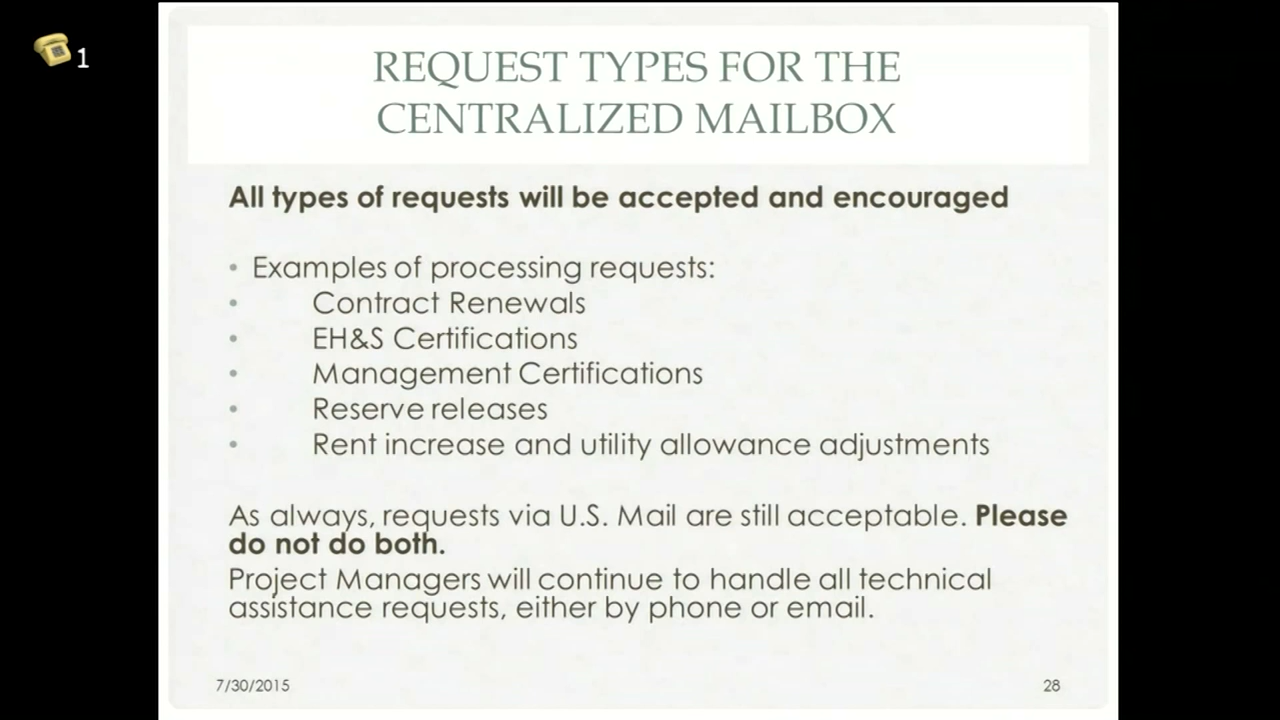 1
REQUEST TYPES FOR THE
CENTRALIZED MAILBOX
All types of requests will be accepted and encouraged
• Examples of processing requests:
• Contract Renewals
• EH&S Certifications
• Management Certifications
• Reserve releases
• Rent increase and utility allowance adjustments
As always, requests via U.S. Mail are still acceptable. Please
do not do both.
Project Managers will continue to handle all technical
assistance requests, either by phone or email.
7/30/2015
28